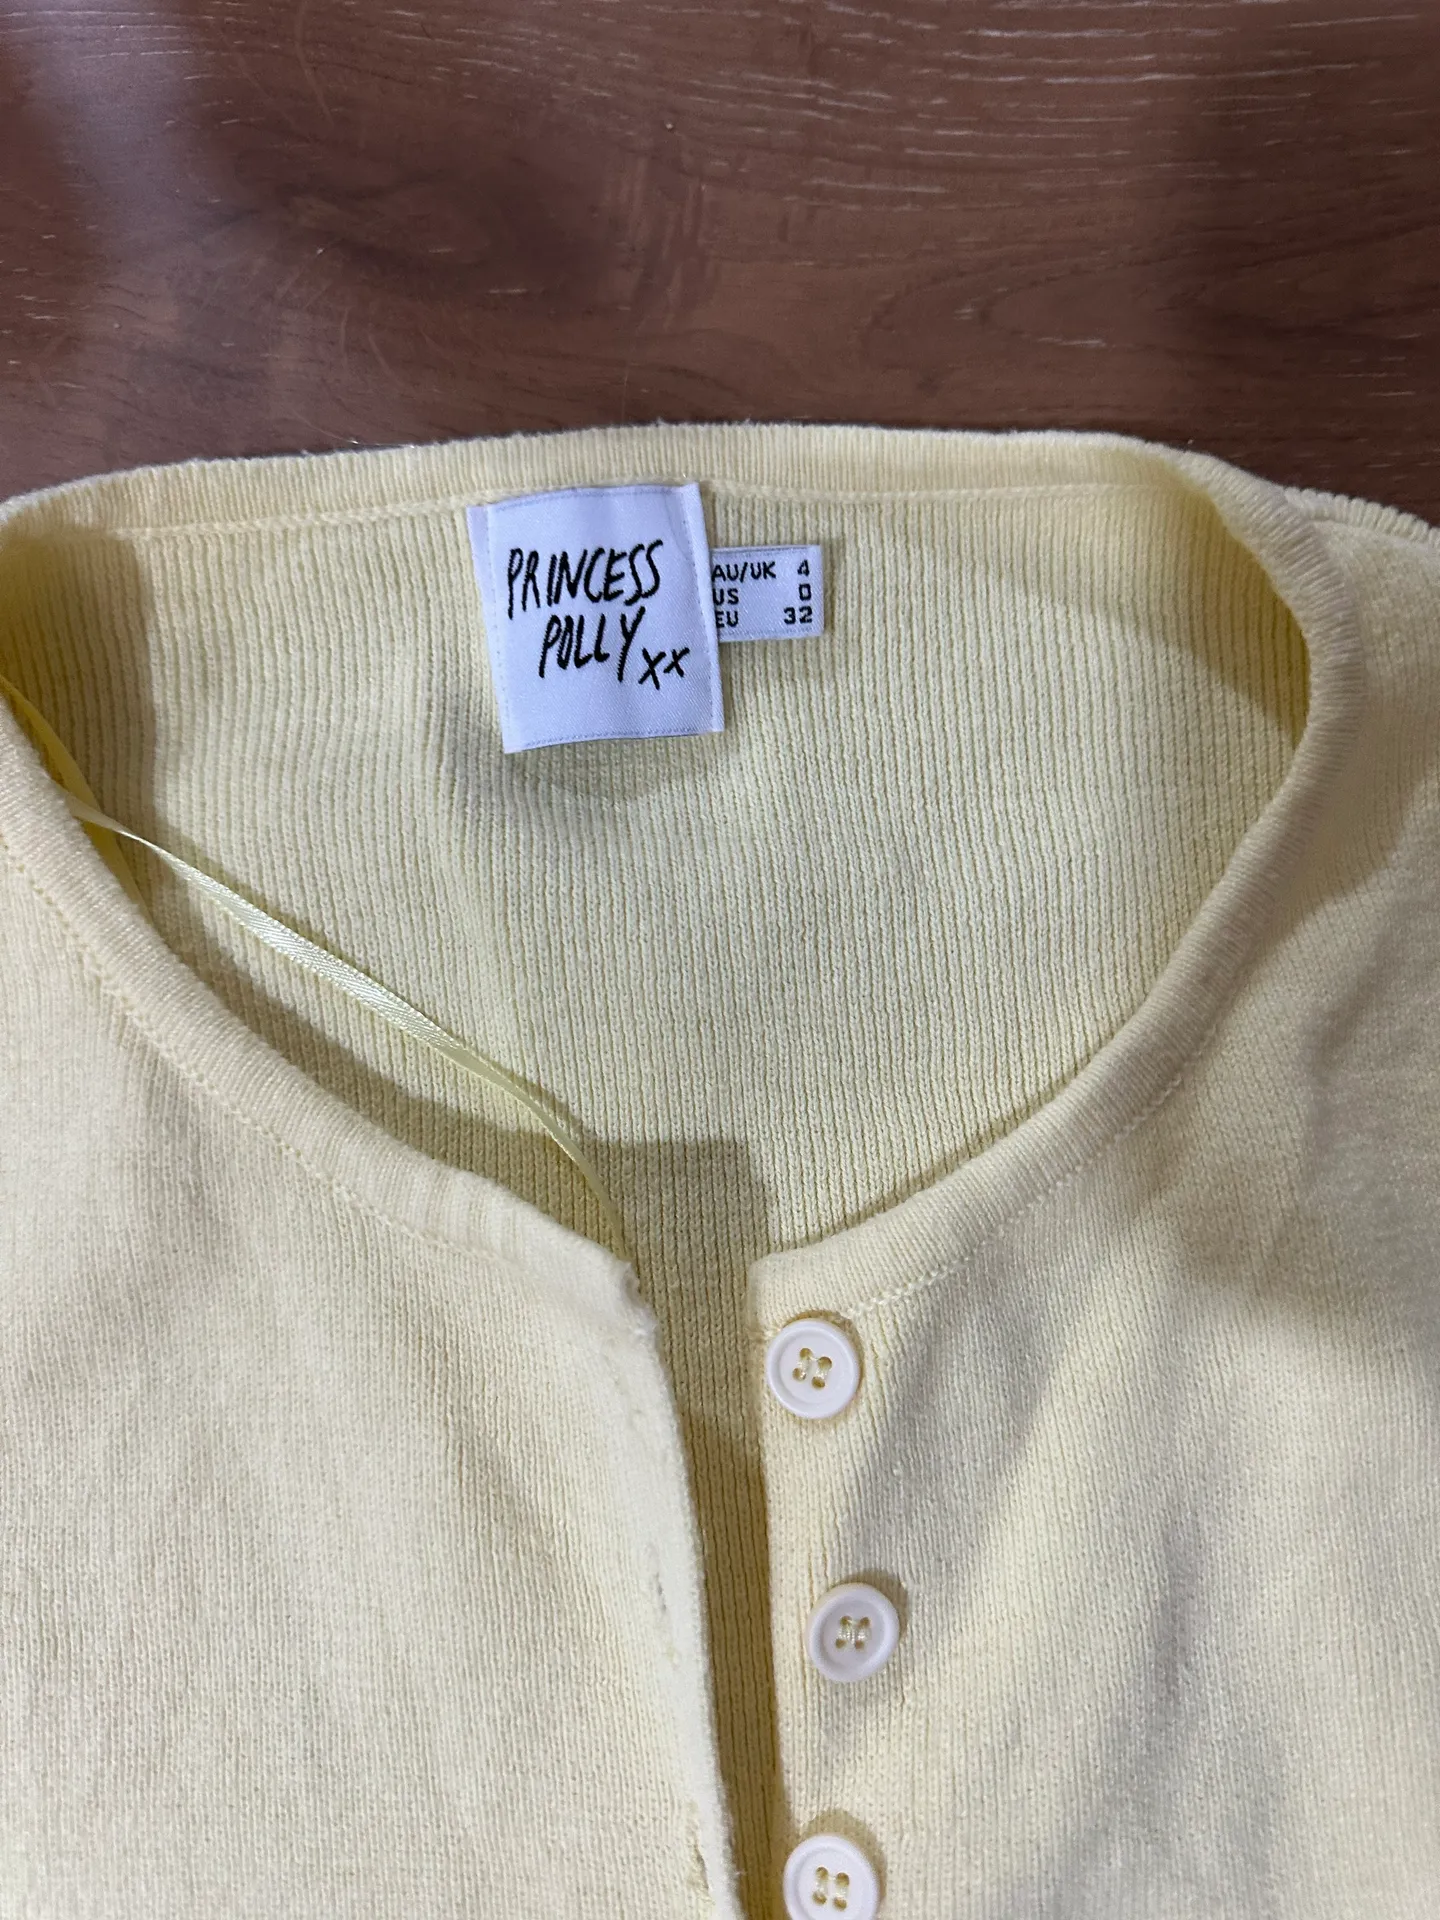 PRINCESS
POLLY xx
AU/UK 4
US 0
EU 32